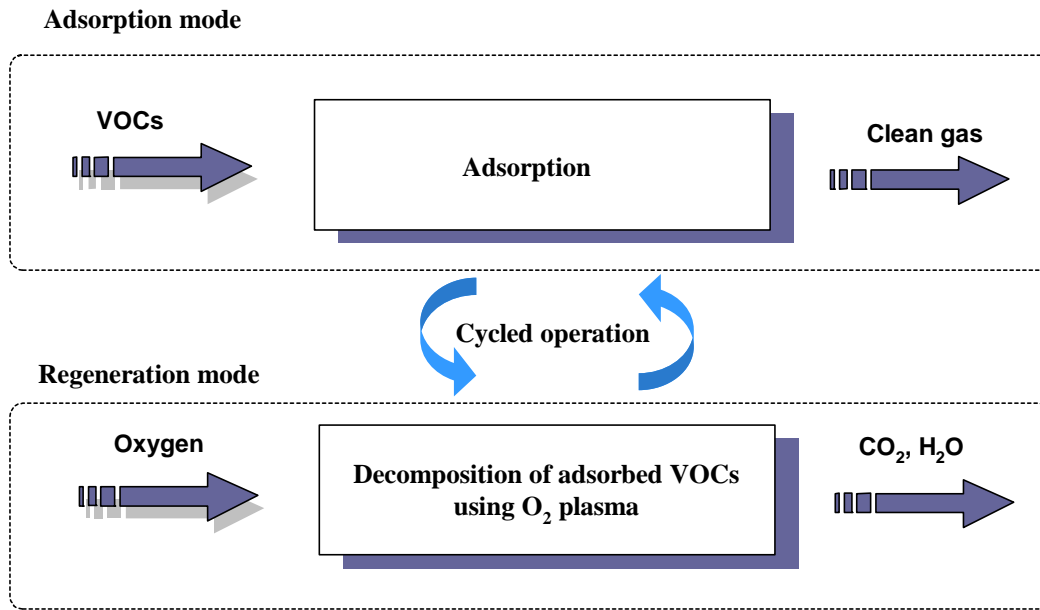 Adsorption mode
VOCs
Adsorption
Clean gas
Cycled operation
Regeneration mode
Oxygen
Decomposition of adsorbed VOCs
using O₂ plasma
CO₂, H₂O